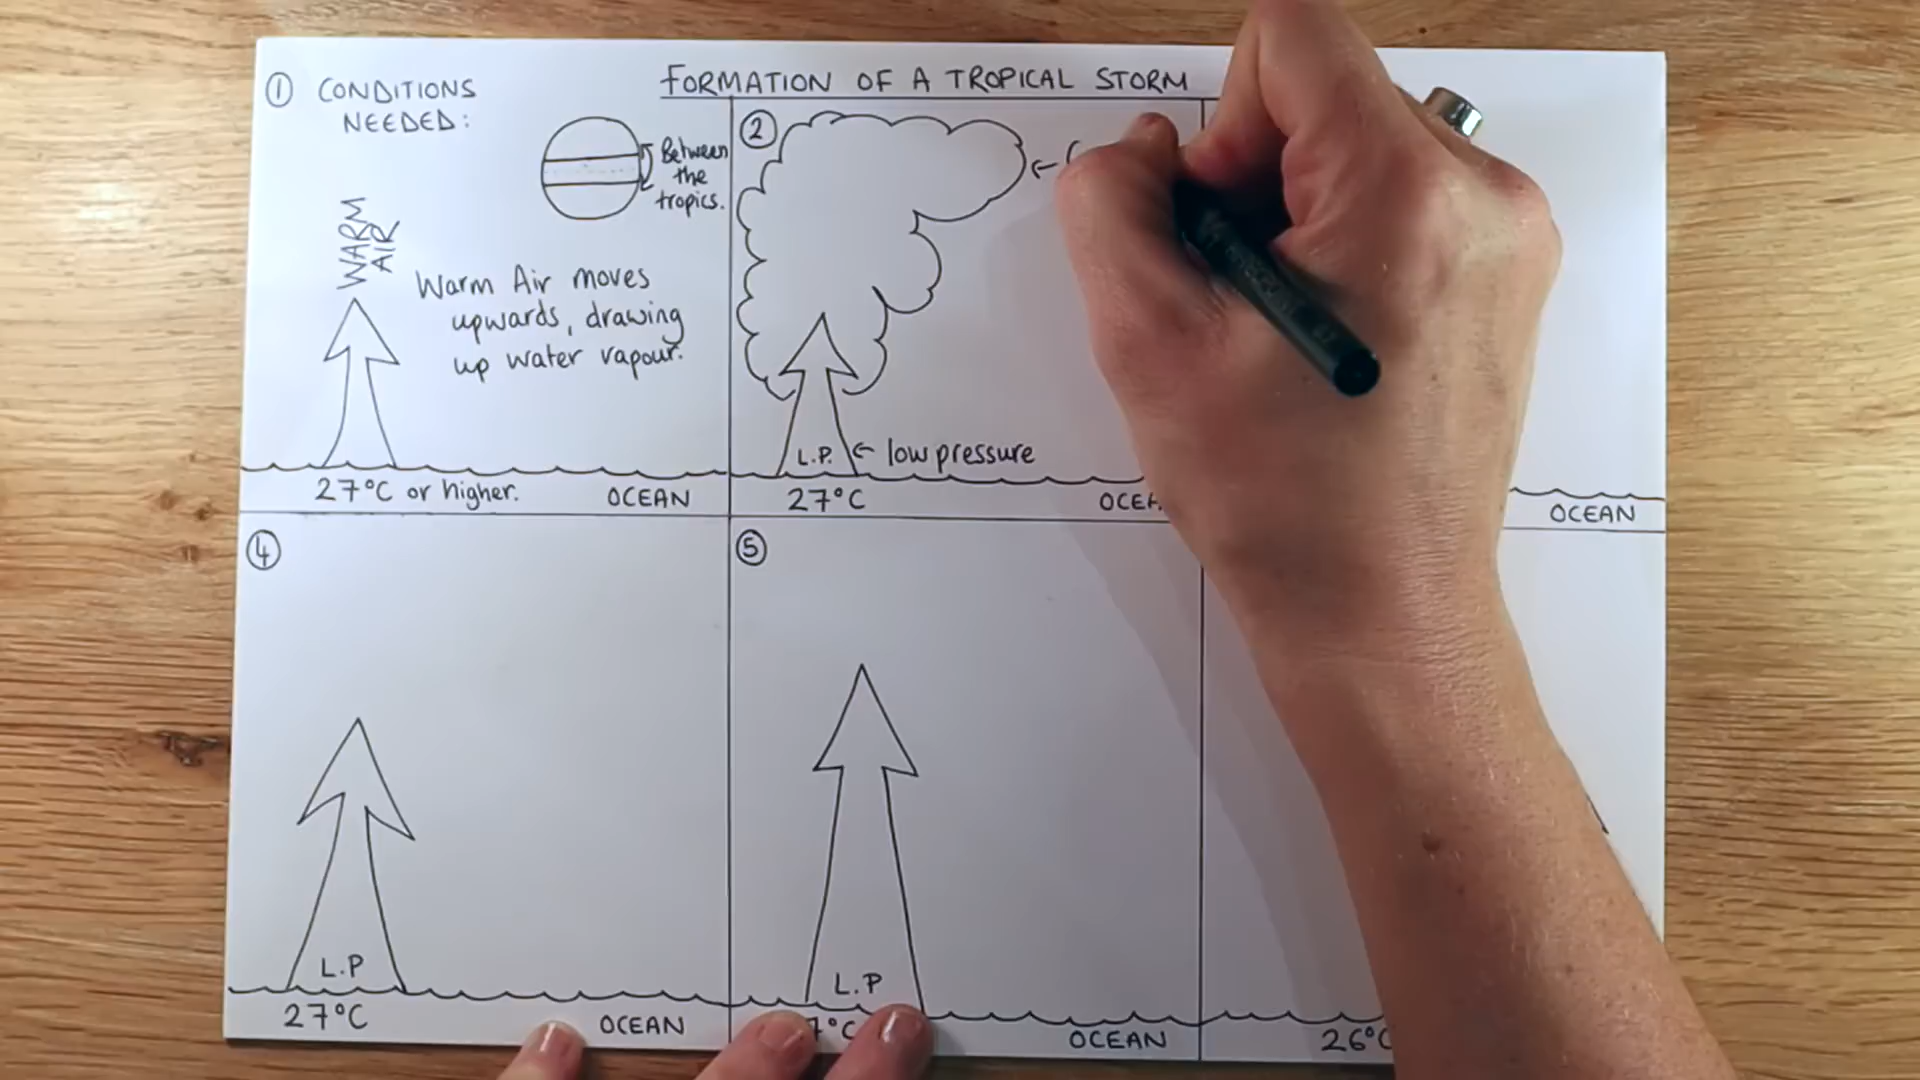 FORMATION OF A TROPICAL STORM
① CONDITIONS
NEEDED:
Between
the
tropics.
WARM
AIR
Warm Air moves
upwards, drawing
up water vapour.
27°C or higher.
OCEAN
②
L.P.
← low pressure
27°C
OCEAN
④
L.P
27°C
OCEAN
⑤
L.P
OCEAN
26°C